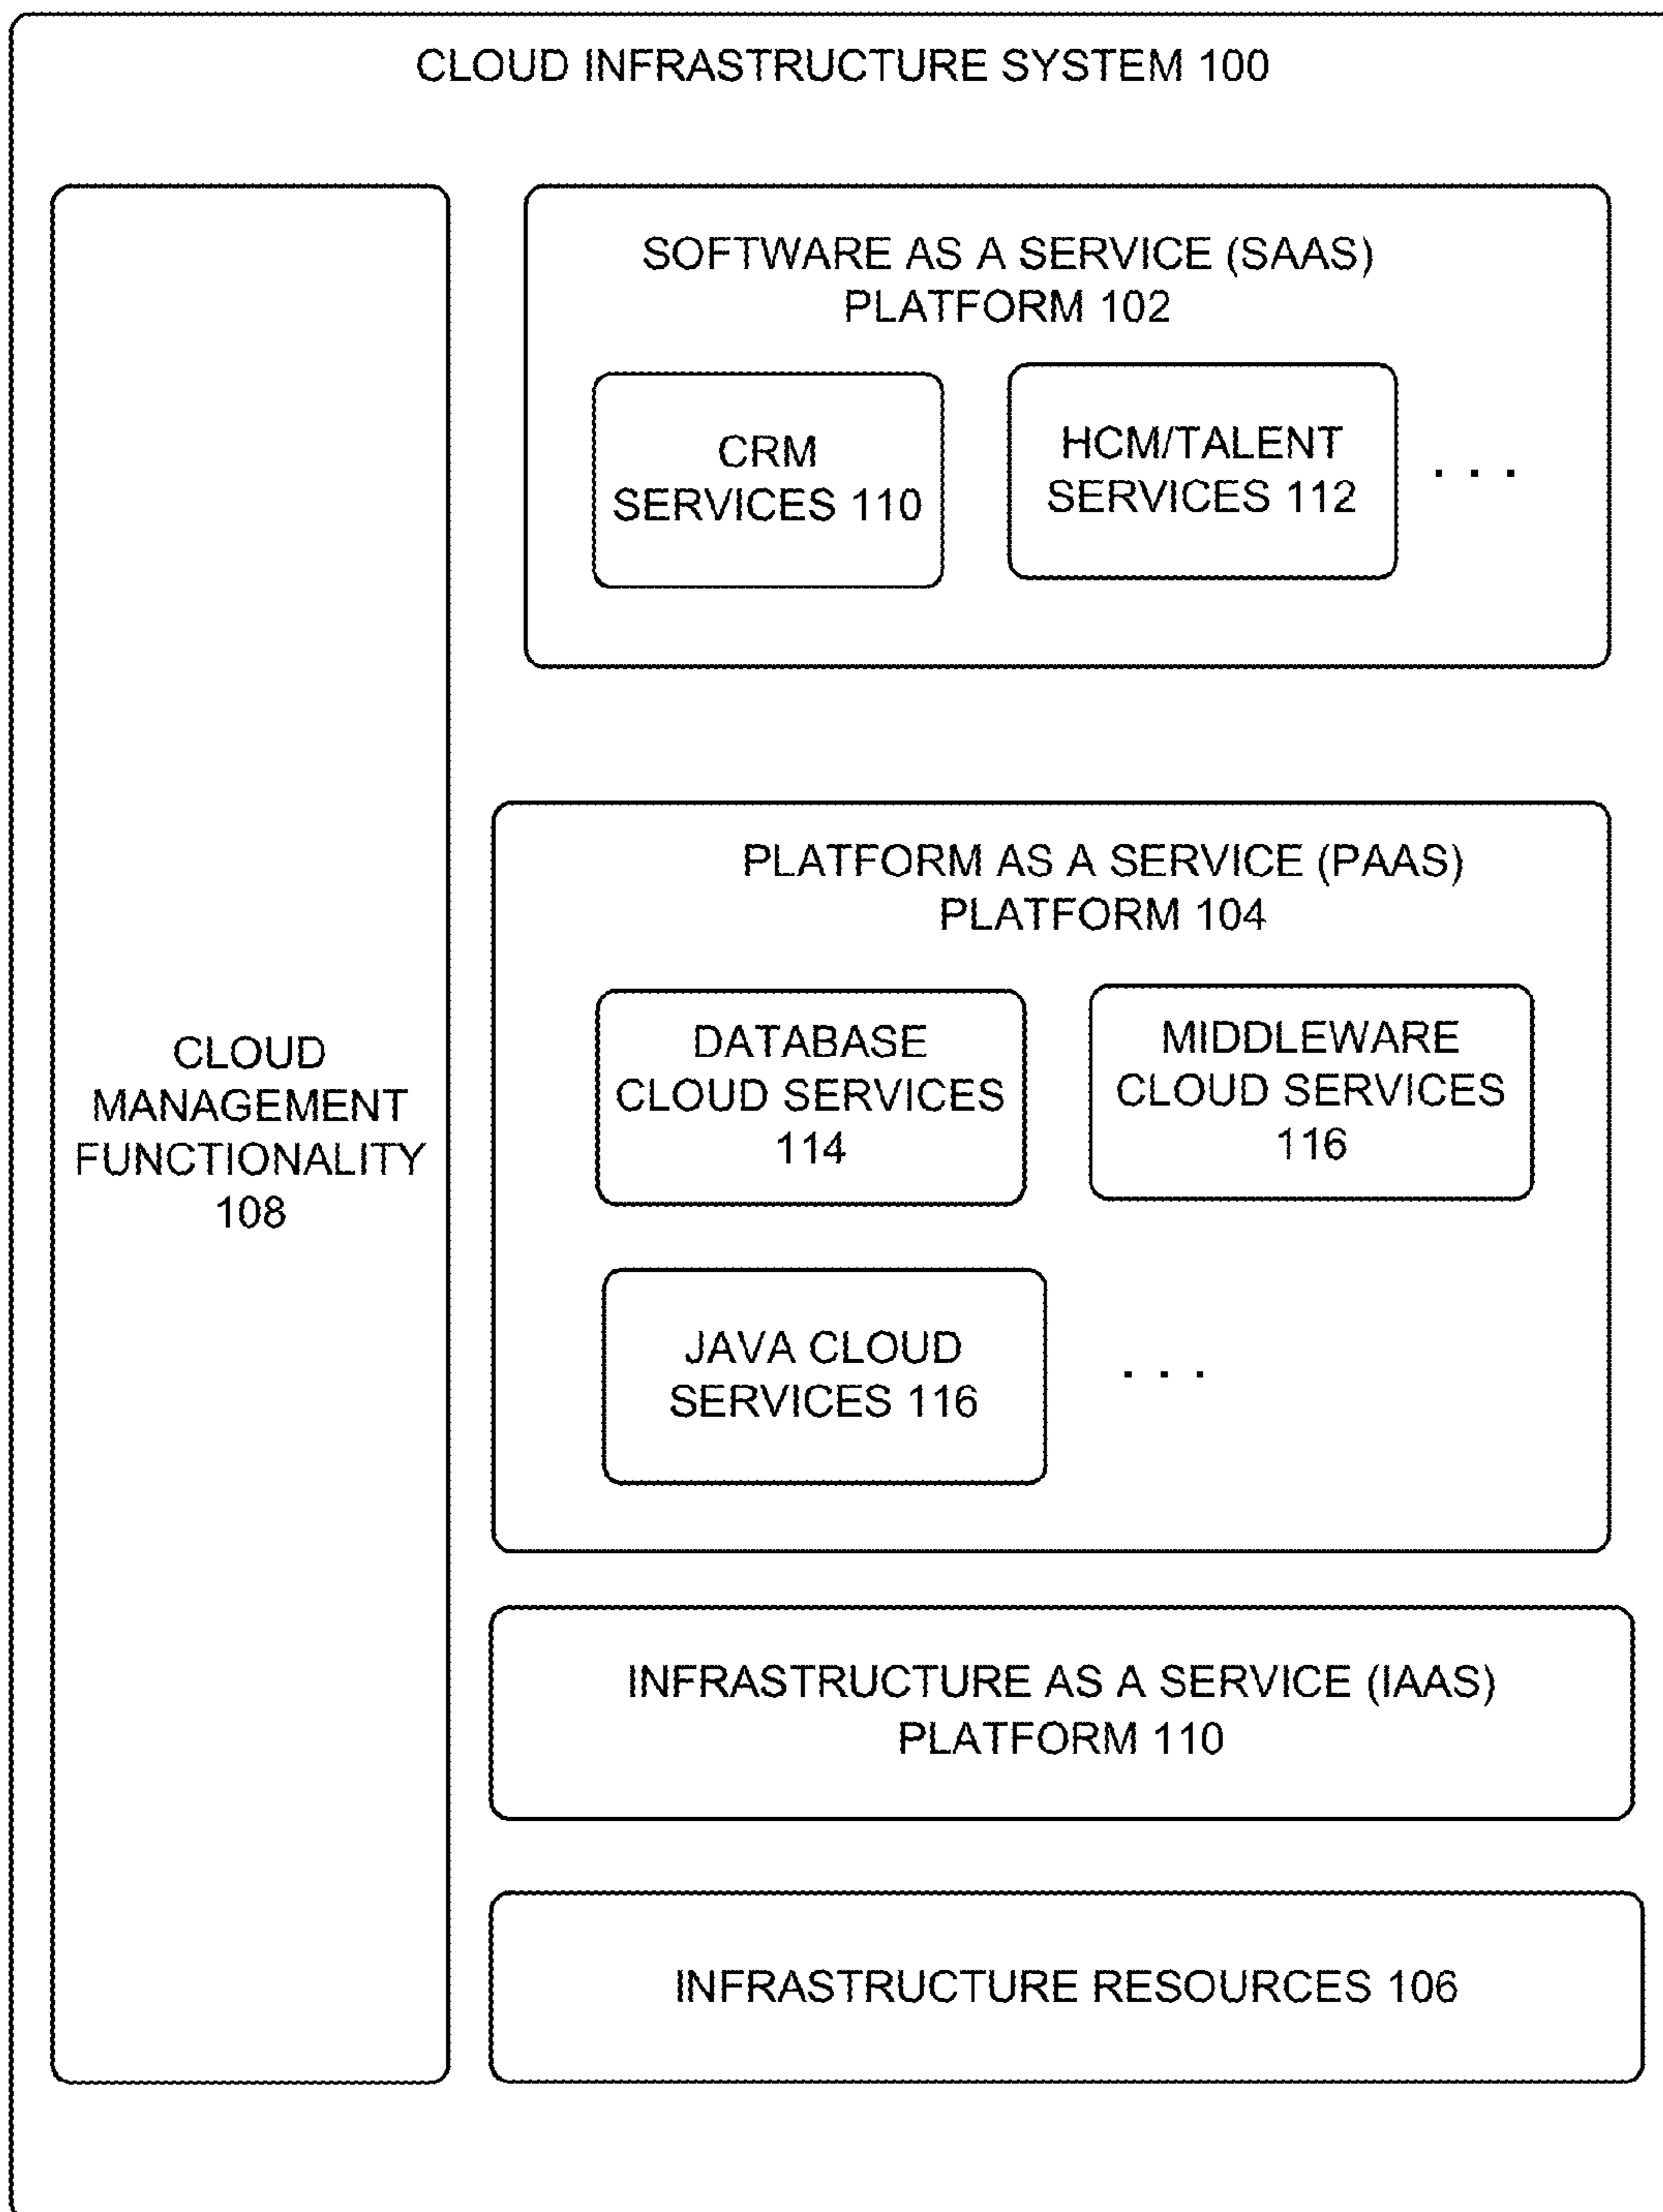 CLOUD INFRASTRUCTURE SYSTEM 100
SOFTWARE AS A SERVICE (SAAS)
PLATFORM 102
CRM
SERVICES 110
HCM/TALENT
SERVICES 112
. . .
PLATFORM AS A SERVICE (PAAS)
PLATFORM 104
DATABASE
CLOUD SERVICES
114
MIDDLEWARE
CLOUD SERVICES
116
JAVA CLOUD
SERVICES 116
. . .
CLOUD
MANAGEMENT
FUNCTIONALITY
108
INFRASTRUCTURE AS A SERVICE (IAAS)
PLATFORM 110
INFRASTRUCTURE RESOURCES 106